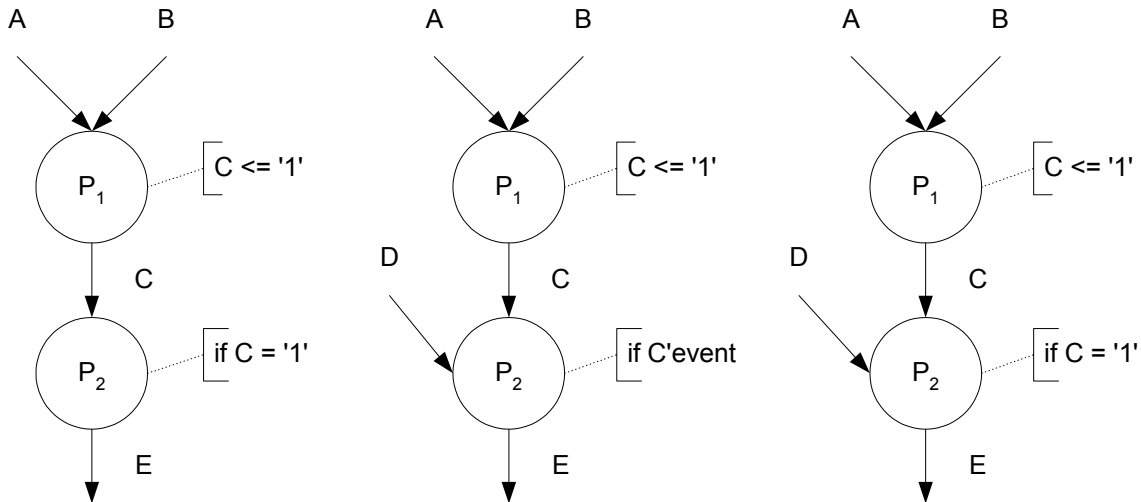 A B A B A B
P1 C <= '1' P1 C <= '1' P1 C <= '1'
D D
C C C
P2 if C = '1' P2 if C'event P2 if C = '1'
E E E